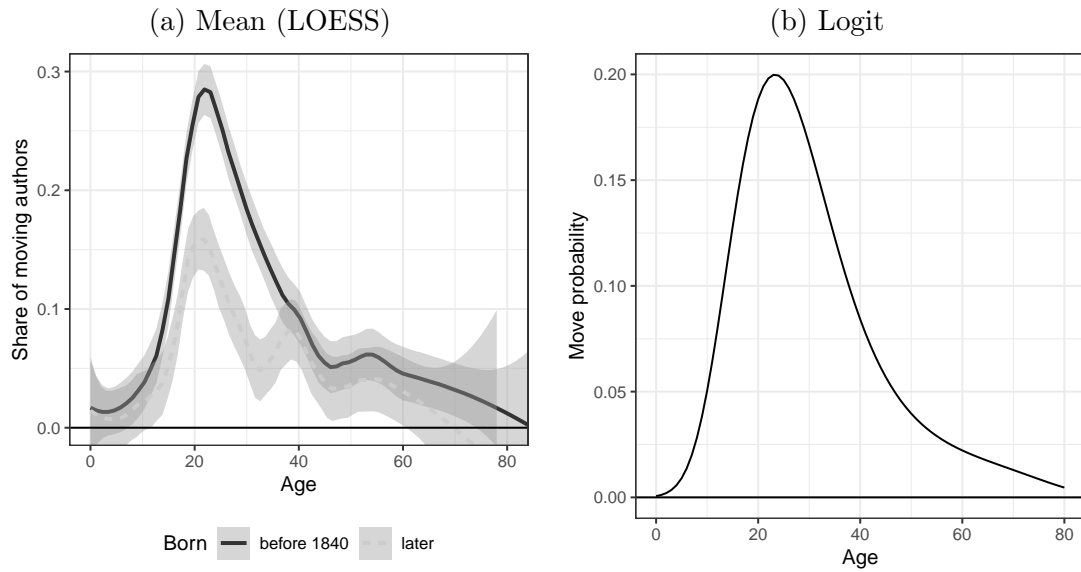 (a) Mean (LOESS)
Share of moving authors
0.3
0.2
0.1
0.0
0 20 40 60 80
Age
Born before 1840 later
(b) Logit
Move probability
0.20
0.15
0.10
0.05
0.00
0 20 40 60 80
Age